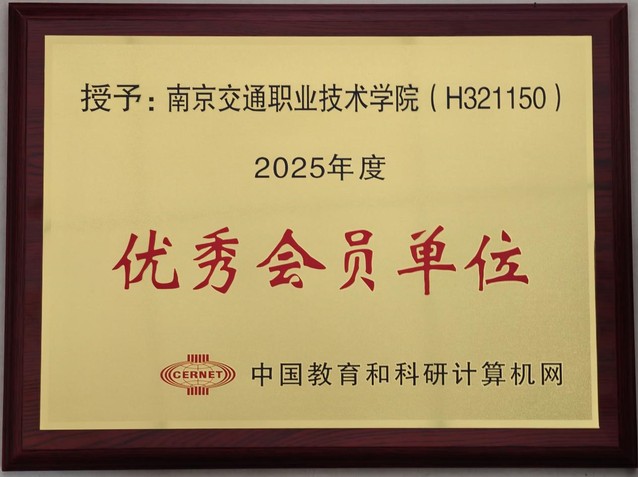 授予：南京交通职业技术学院（H321150）
2025年度
优秀会员单位
CERNET 中国教育和科研计算机网